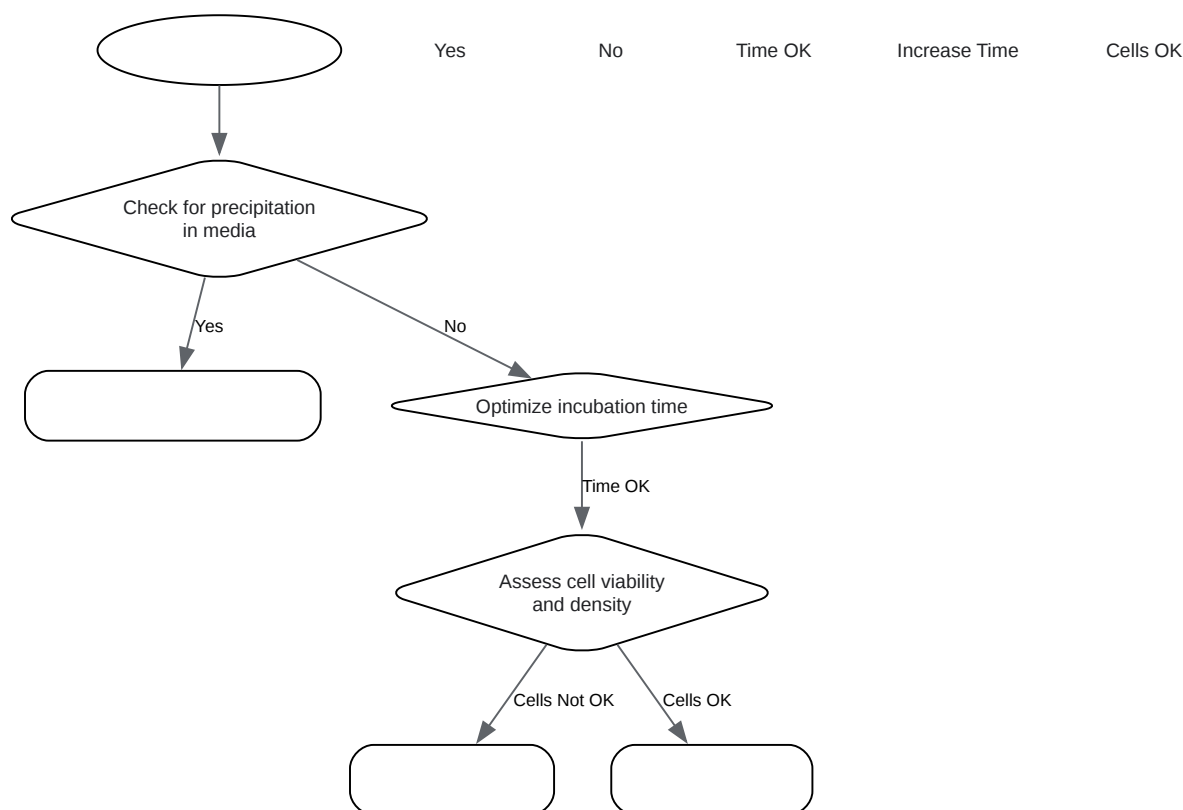 Yes
No
Time OK
Increase Time
Cells OK
Check for precipitation
in media
Yes
No
Optimize incubation time
Time OK
Assess cell viability
and density
Cells Not OK
Cells OK